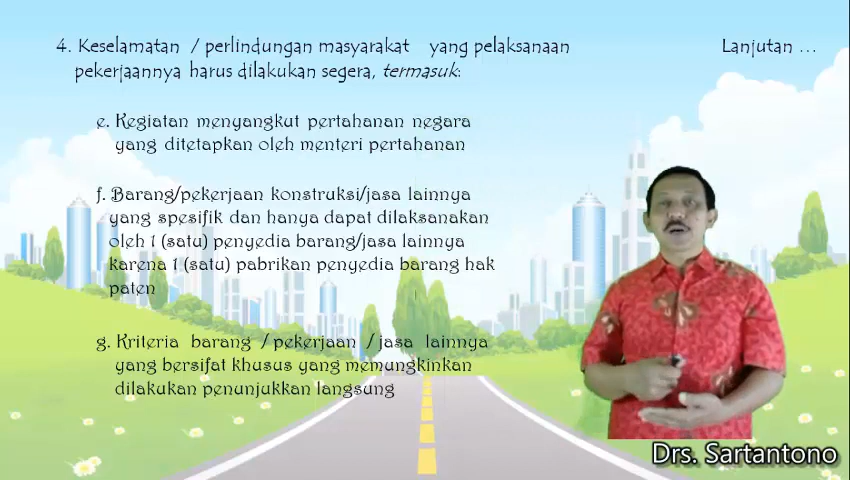 4. Keselamatan / perlindungan masyarakat yang pelaksanaan
Lanjutan ...
pekerjaannya harus dilakukan segera, termasuk:
e. Kegiatan menyangkut pertahanan negara
yang ditetapkan oleh menteri pertahanan
f. Barang/pekerjaan konstruksi/jasa lainnya
yang spesifik dan hanya dapat dilaksanakan
oleh 1 (satu) penyedia barang/jasa lainnya
karena 1 (satu) pabrikan penyedia barang hak
paten
g. Kriteria barang / pekerjaan / jasa lainnya
yang bersifat khusus yang memungkinkan
dilakukan penunjukkan langsung
Drs. Sartantono